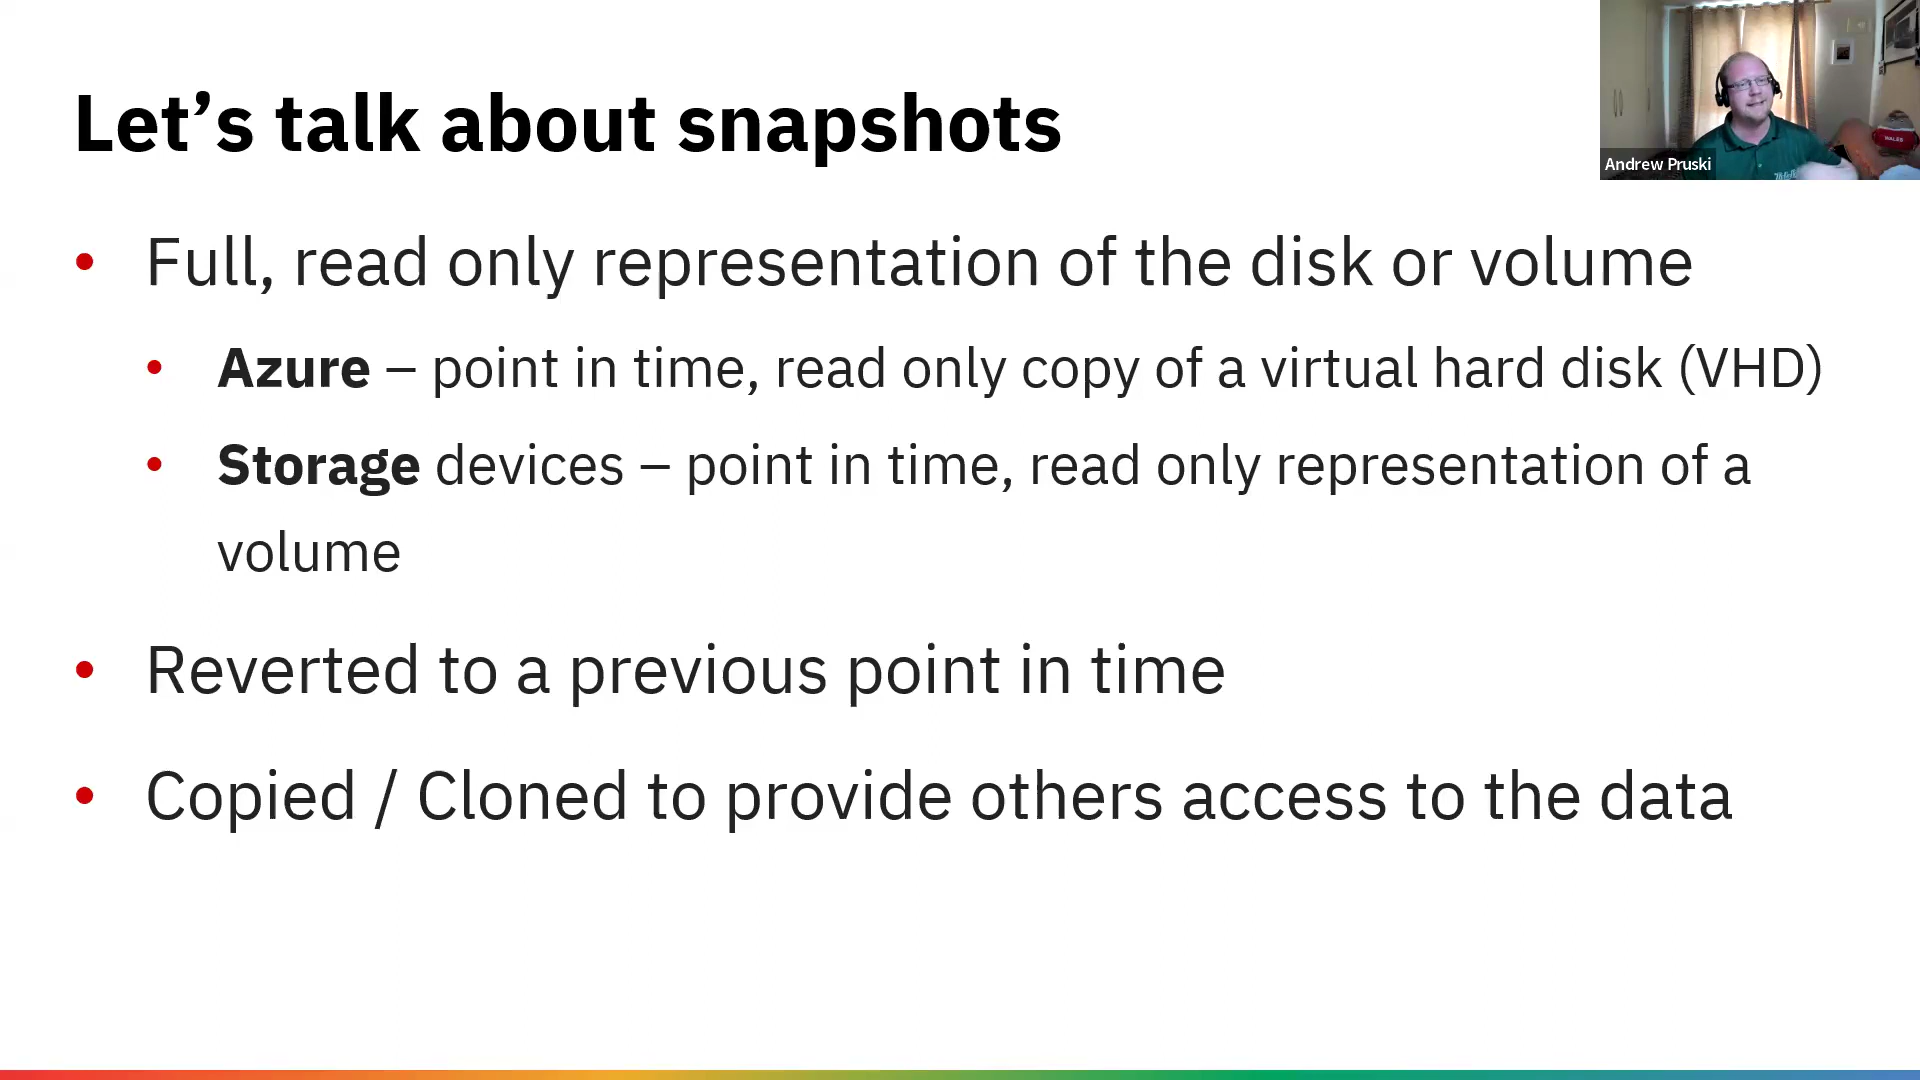 Let’s talk about snapshots
Andrew Pruski
• Full, read only representation of the disk or volume
• Azure – point in time, read only copy of a virtual hard disk (VHD)
• Storage devices – point in time, read only representation of a
volume
• Reverted to a previous point in time
• Copied / Cloned to provide others access to the data
WALES